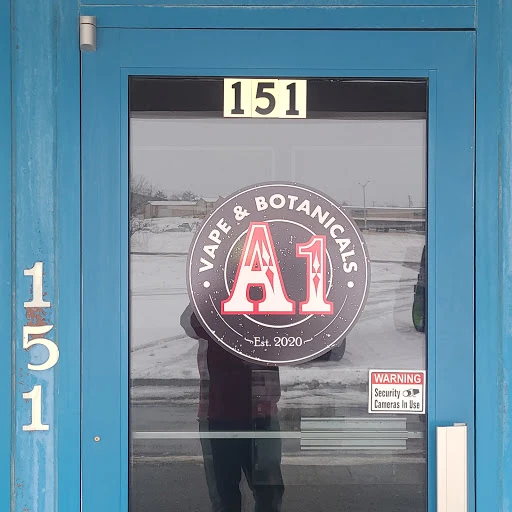 151
VAPE & BOTANICALS
A1
Est. 2020
WARNING
Security
Cameras In Use
1
5
1